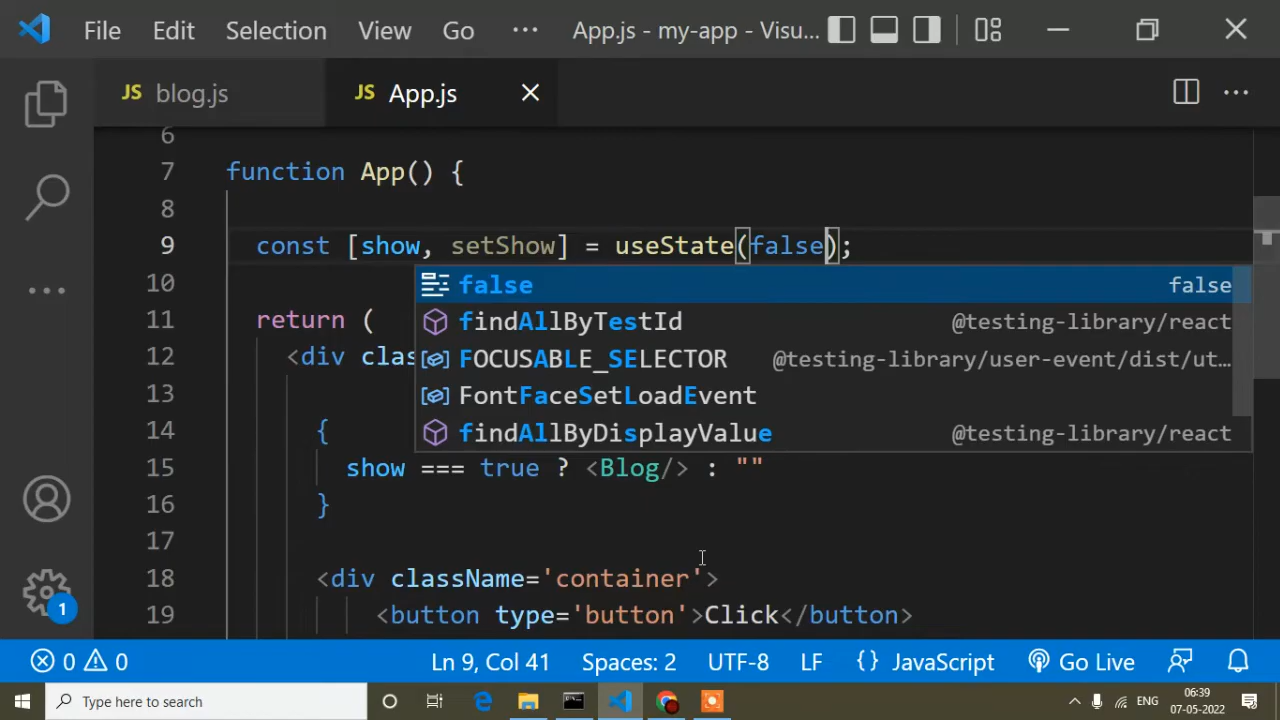 File Edit Selection View Go ··· App.js - my-app - Visu...
JS blog.js JS App.js
6
7 function App() {
8
9 const [show, setShow] = useState(false);
10 false false
11 return ( findAllByTestId @testing-library/react
12 <div clas FOCUSABLE_SELECTOR @testing-library/user-event/dist/ut...
13 FontFaceSetLoadEvent
14 { findAllByDisplayValue @testing-library/react
15 show === true ? <Blog/> : ""
16 }
17
18 <div className='container'>
19 <button type='button'>Click</button>
1
0 0 Ln 9, Col 41 Spaces: 2 UTF-8 LF {} JavaScript Go Live
Type here to search ENG 06:39
07-05-2022